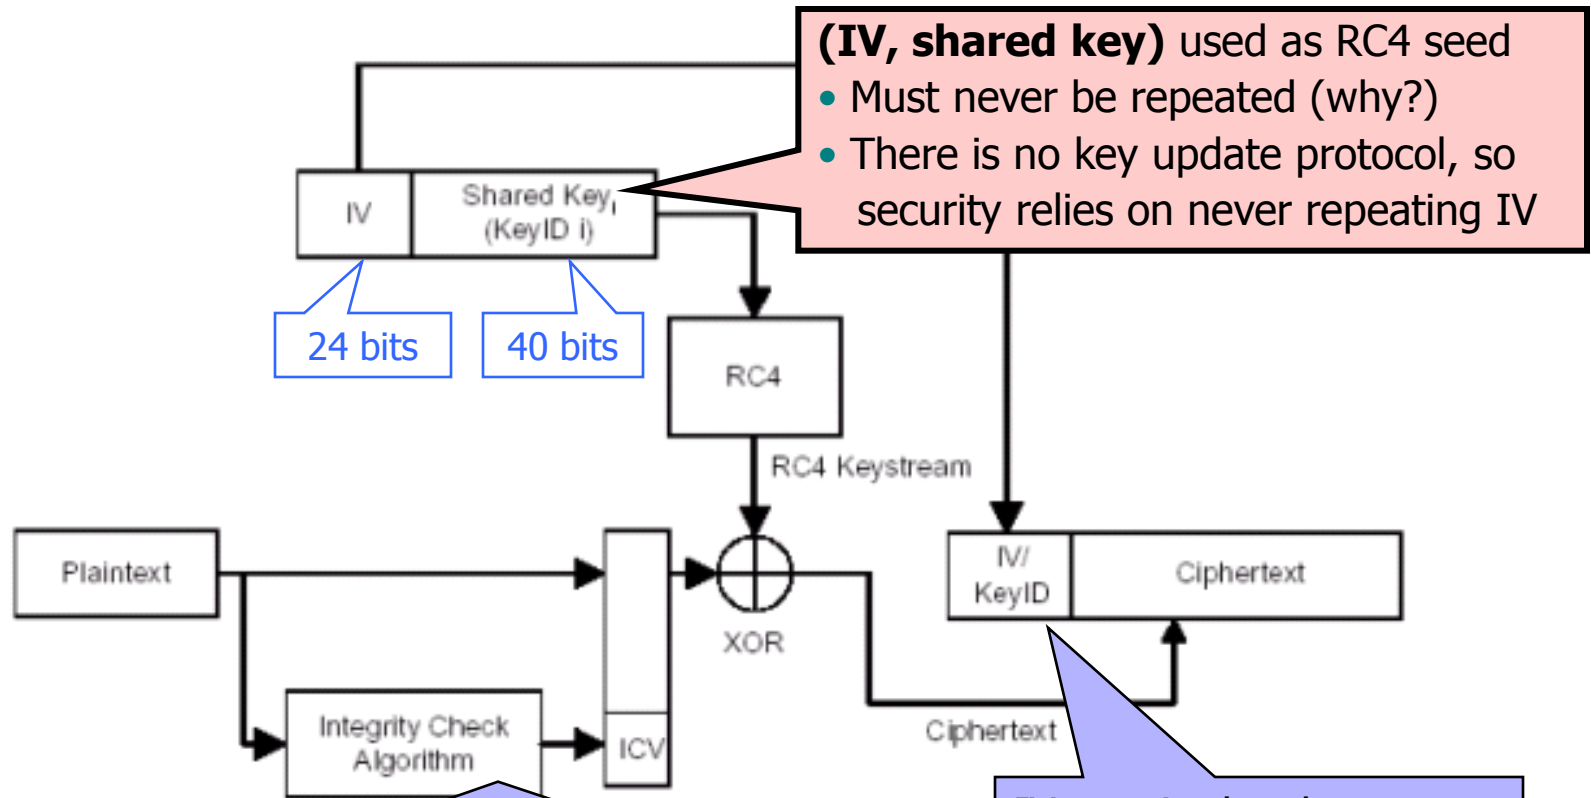 (IV, shared key) used as RC4 seed
• Must never be repeated (why?)
• There is no key update protocol, so
security relies on never repeating IV
IV
Shared Keyi
(KeyID i)
24 bits
40 bits
RC4
RC4 Keystream
Plaintext
IV/
KeyID
Ciphertext
XOR
Integrity Check
Algorithm
ICV
Ciphertext